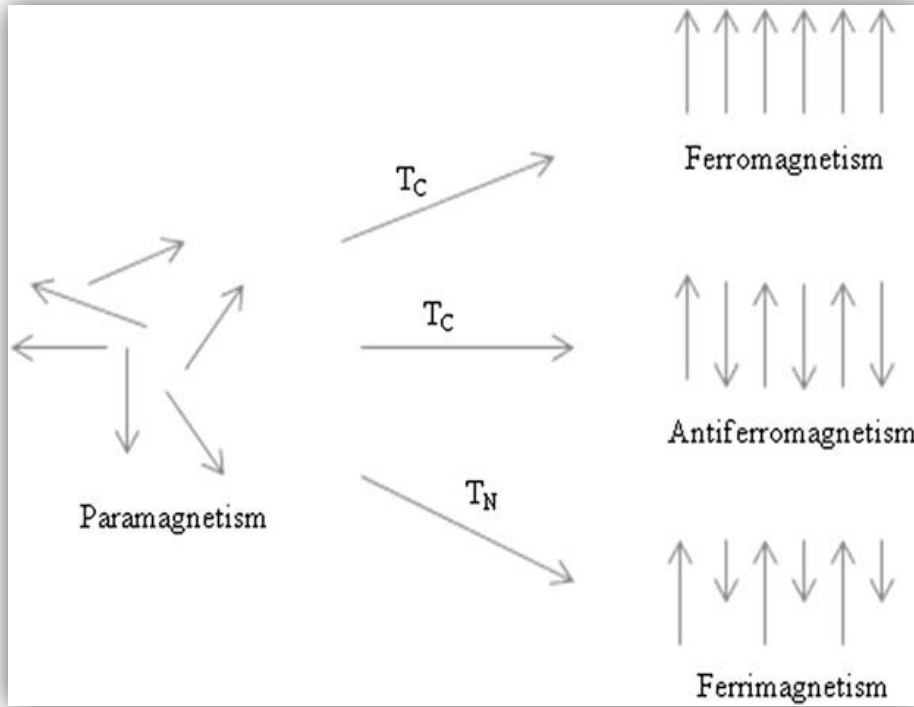 Ferromagnetism
T_C
T_C
Antiferromagnetism
T_N
Paramagnetism
Ferrimagnetism